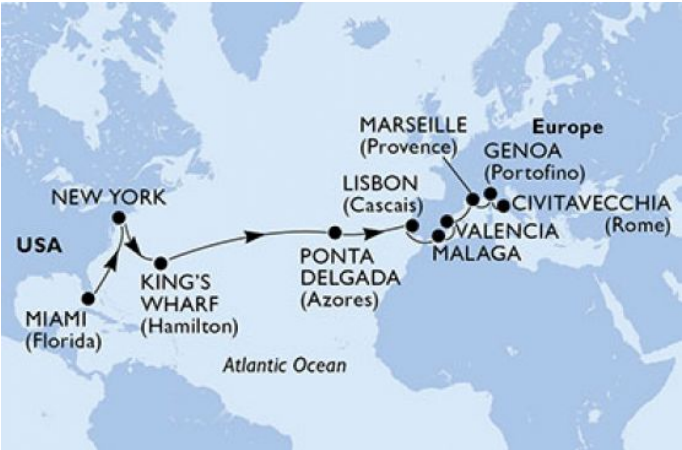 MARSEILLE
(Provence)
Europe
GENOA
(Portofino)
LISBON
(Cascais)
CIVITAVECCHIA
(Rome)
NEW YORK
VALENCIA
MALAGA
USA
PONTA
DELGADA
(Azores)
KING'S
WHARF
(Hamilton)
MIAMI
(Florida)
Atlantic Ocean